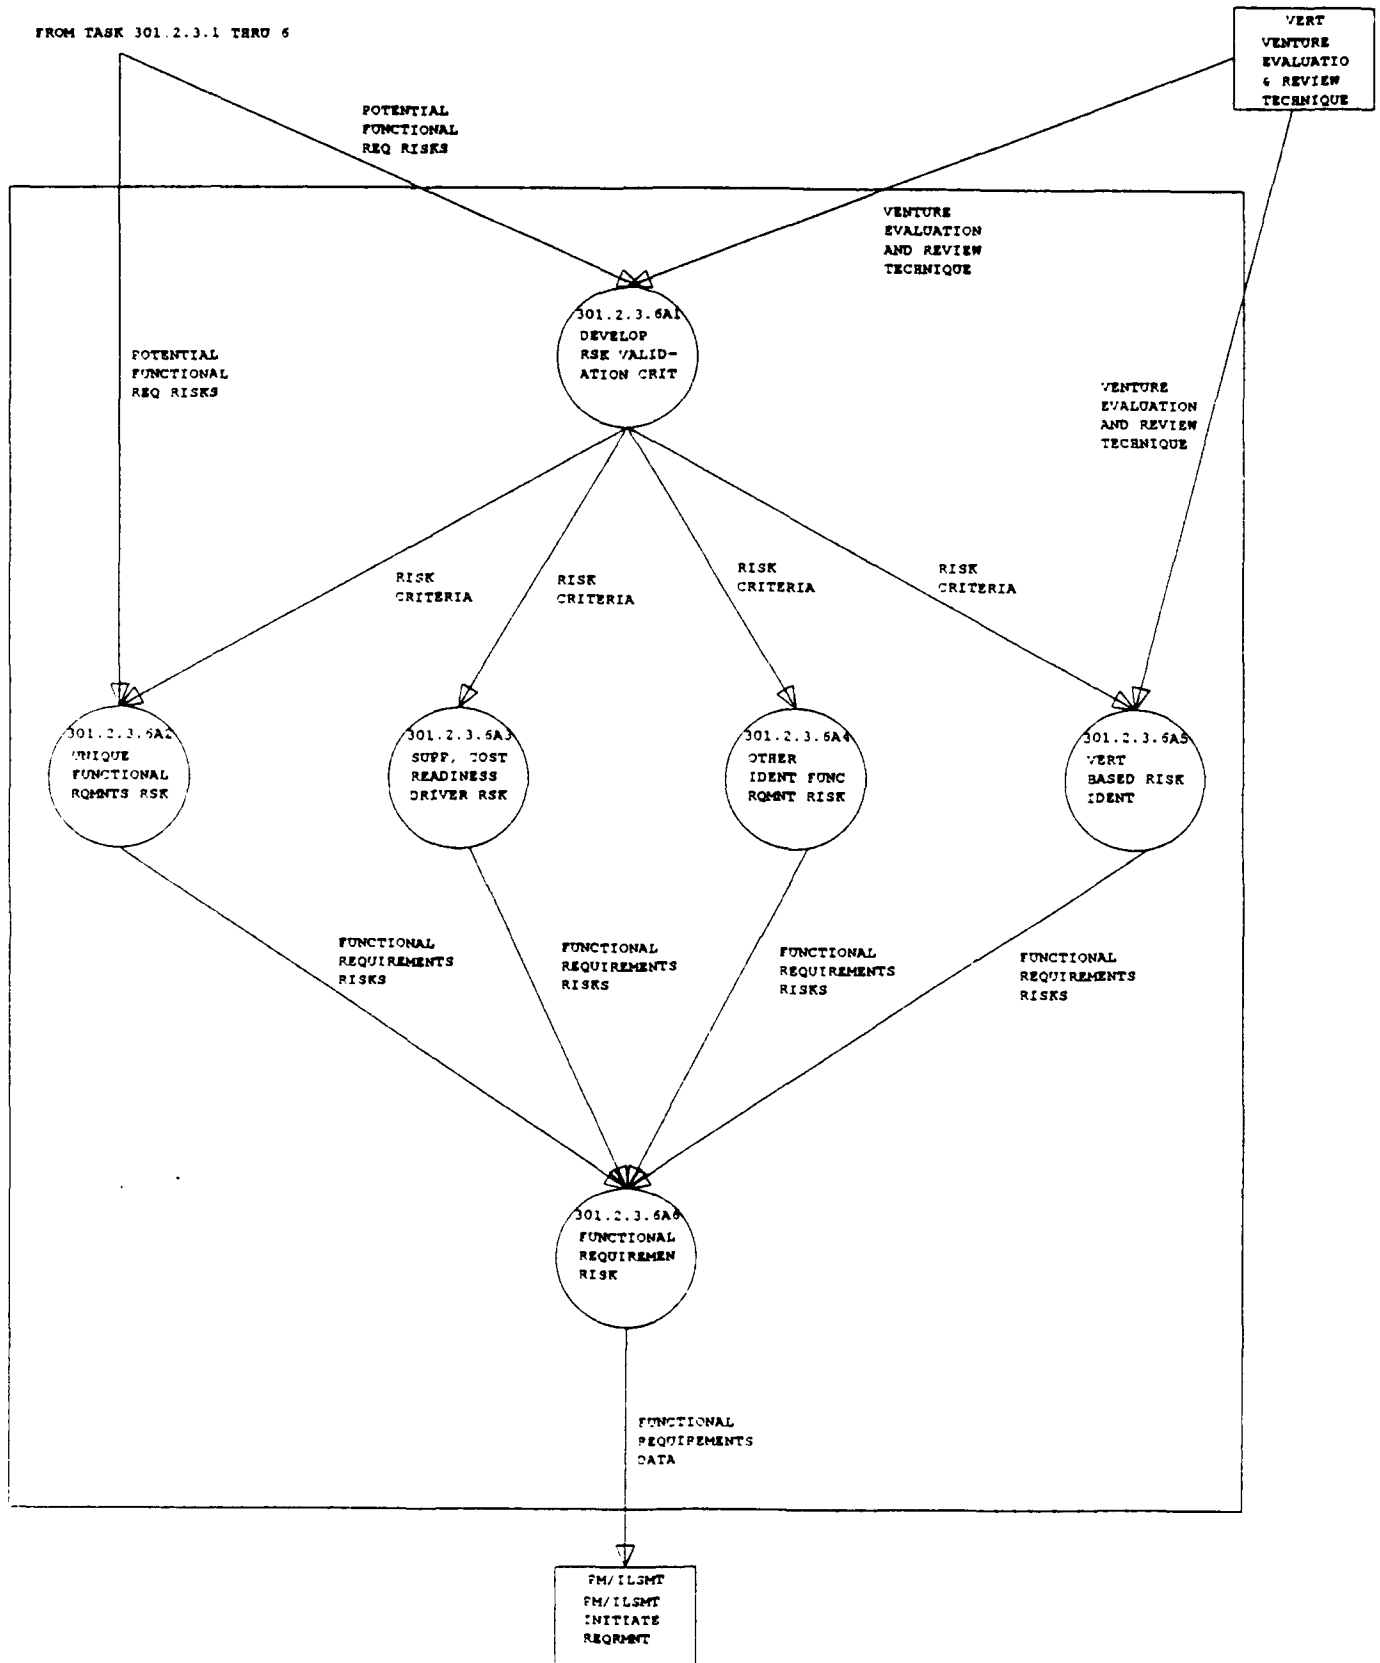 FROM TASK 301.2.3.1 THRU 6
VERT
VENTURE
EVALUATIO
& REVIEW
TECHNIQUE
POTENTIAL
FUNCTIONAL
REQ RISKS
VENTURE
EVALUATION
AND REVIEW
TECHNIQUE
301.2.3.6A1
DEVELOP
RSK VALID-
ATION CRIT
POTENTIAL
FUNCTIONAL
REQ RISKS
VENTURE
EVALUATION
AND REVIEW
TECHNIQUE
RISK
CRITERIA
RISK
CRITERIA
RISK
CRITERIA
RISK
CRITERIA
301.2.3.6A2
UNIQUE
FUNCTIONAL
RQMNTS RSK
301.2.3.6A3
SUPP, COST
READINESS
DRIVER RSK
301.2.3.6A4
OTHER
IDENT FUNC
RQMNT RISK
301.2.3.6A5
VERT
BASED RISK
IDENT
FUNCTIONAL
REQUIREMENTS
RISKS
FUNCTIONAL
REQUIREMENTS
RISKS
FUNCTIONAL
REQUIREMENTS
RISKS
FUNCTIONAL
REQUIREMENTS
RISKS
301.2.3.6A6
FUNCTIONAL
REQUIREMEN
RISK
FUNCTIONAL
REQUIREMENTS
DATA
PM/ILSMT
PM/ILSMT
INITIATE
REQRMNT